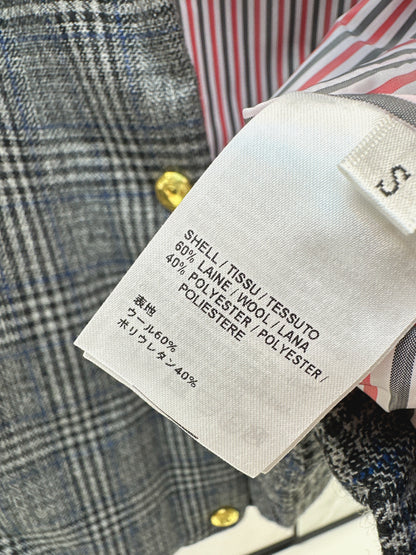 S
SHELL / TISSU / TESSUTO
60% LAINE / WOOL / LANA
40% POLYESTER / POLYESTER /
POLIESTERE
表地
ウール60%
ポリウレタン40%